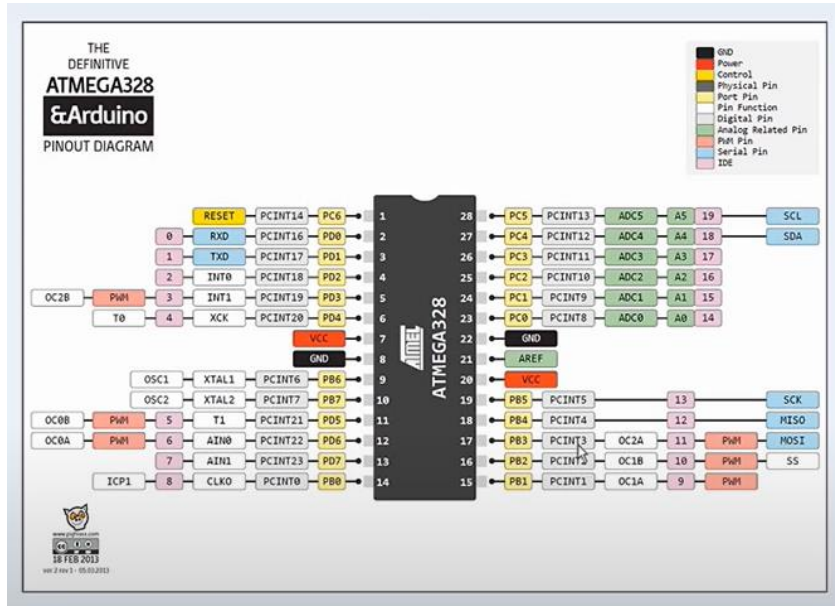 THE
DEFINITIVE
ATMEGA328
&Arduino
PINOUT DIAGRAM
GND
Power
Control
Physical Pin
Port Pin
Pin Function
Digital Pin
Analog Related Pin
PWM Pin
Serial Pin
IDE
RESET PCINT14 PC6 1
0 RXD PCINT16 PD0 2
1 TXD PCINT17 PD1 3
2 INT0 PCINT18 PD2 4
OC2B PWM 3 INT1 PCINT19 PD3 5
T0 4 XCK PCINT20 PD4 6
VCC 7
GND 8
OSC1 XTAL1 PCINT6 PB6 9
OSC2 XTAL2 PCINT7 PB7 10
OC0B PWM 5 T1 PCINT21 PD5 11
OC0A PWM 6 AIN0 PCINT22 PD6 12
7 AIN1 PCINT23 PD7 13
ICP1 8 CLKO PCINT0 PB0 14
ATMEL
ATMEGA328
28 PC5 PCINT13 ADC5 A5 19 SCL
27 PC4 PCINT12 ADC4 A4 18 SDA
26 PC3 PCINT11 ADC3 A3 17
25 PC2 PCINT10 ADC2 A2 16
24 PC1 PCINT9 ADC1 A1 15
23 PC0 PCINT8 ADC0 A0 14
22 GND
21 AREF
20 VCC
19 PB5 PCINT5 13 SCK
18 PB4 PCINT4 12 MISO
17 PB3 PCINT3 OC2A 11 PWM MOSI
16 PB2 OC1B 10 PWM SS
15 PB1 PCINT1 OC1A 9 PWM
18 FEB 2013
ver 2 rev 1 - 05.03.2013